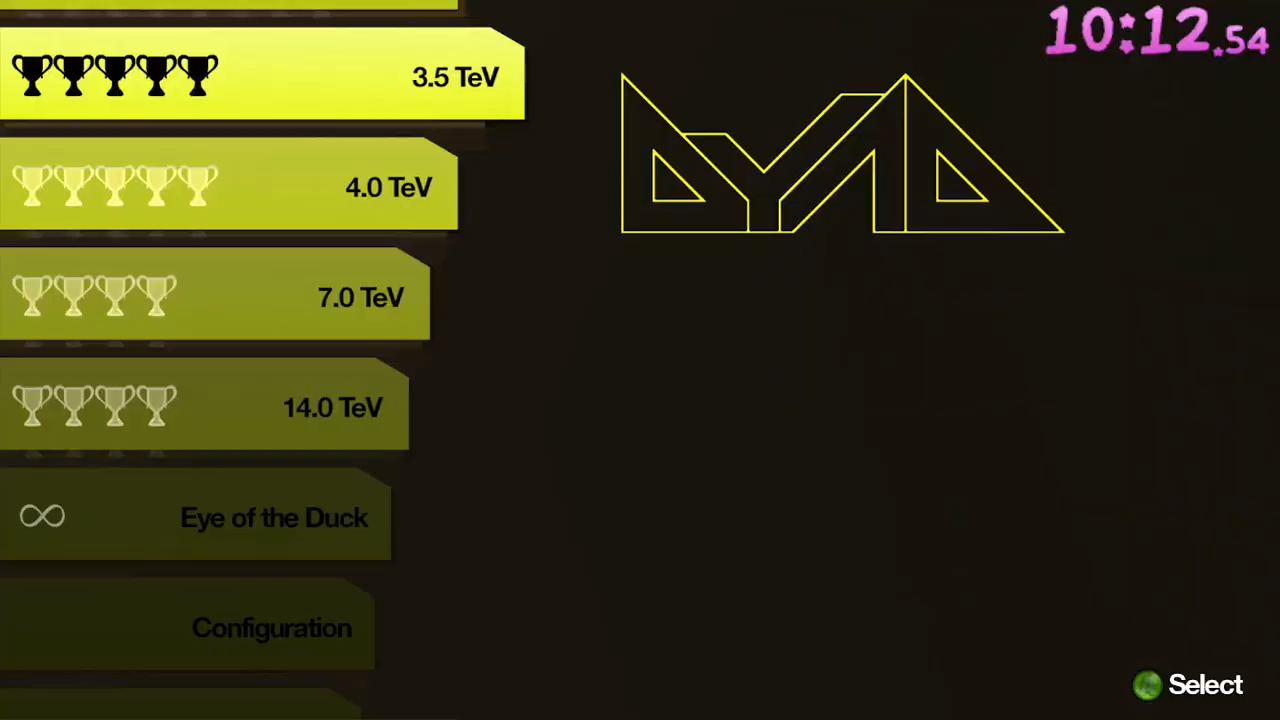 10:12.54
3.5 TeV
DYAD
4.0 TeV
7.0 TeV
14.0 TeV
Eye of the Duck
Configuration
Select